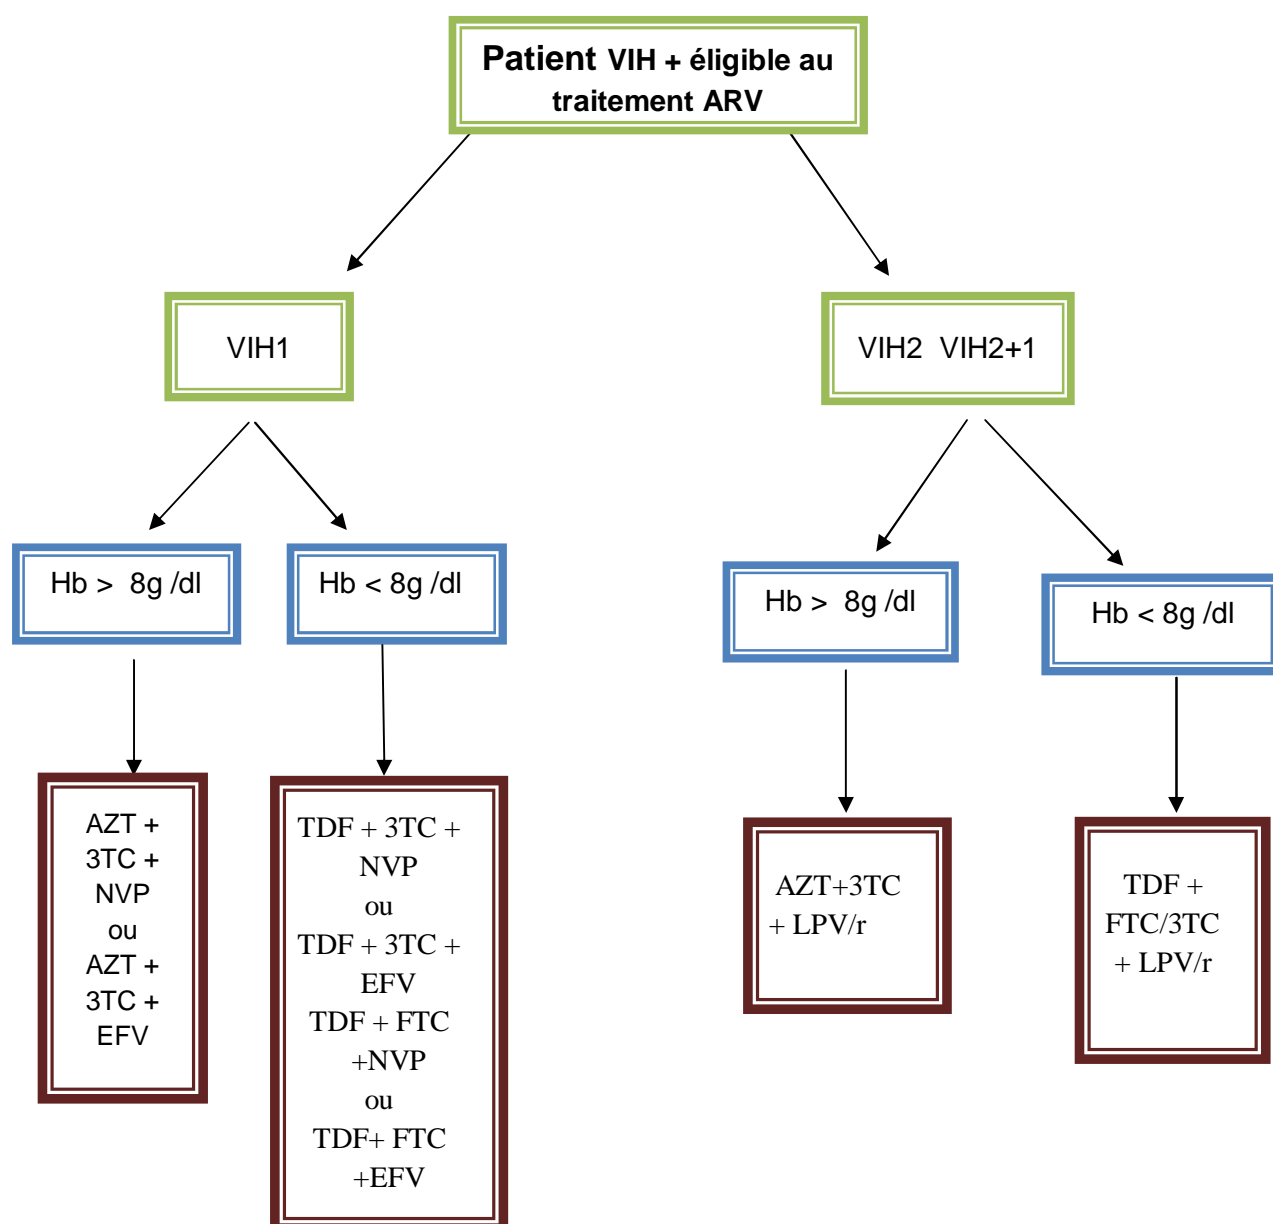 Patient VIH + éligible au
traitement ARV
VIH1
VIH2 VIH2+1
Hb > 8g /dl
Hb < 8g /dl
Hb > 8g /dl
Hb < 8g /dl
AZT +
3TC +
NVP
ou
AZT +
3TC +
EFV
TDF + 3TC +
NVP
ou
TDF + 3TC +
EFV
TDF + FTC
+NVP
ou
TDF+ FTC
+EFV
AZT+3TC
+ LPV/r
TDF +
FTC/3TC
+ LPV/r